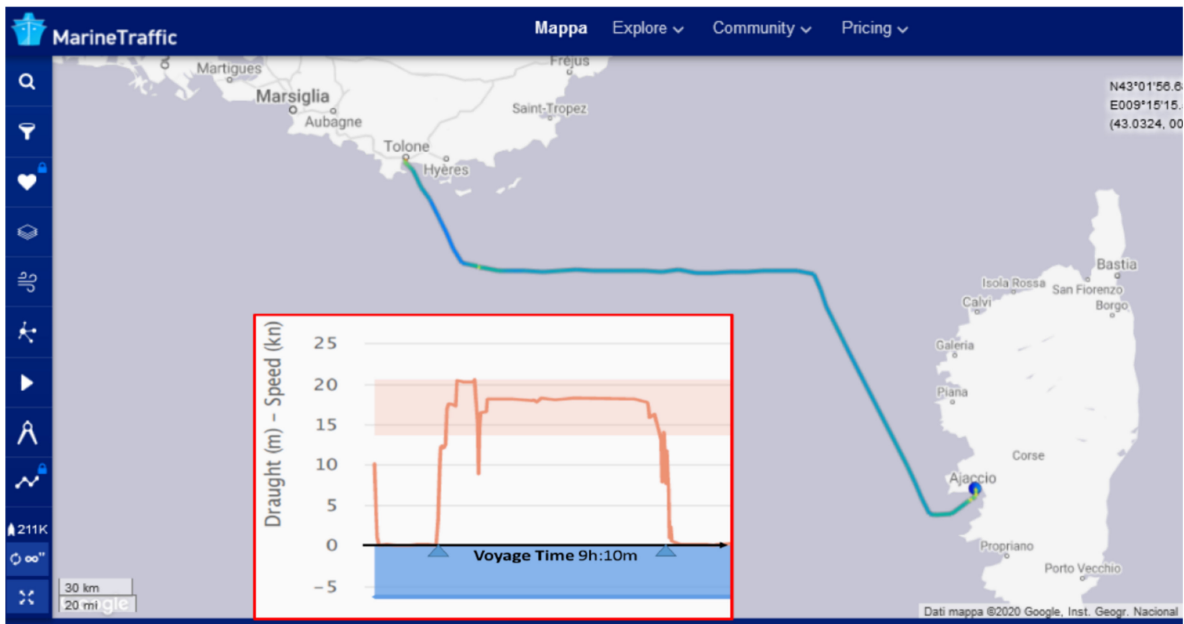 MarineTraffic
Mappa Explore Community Pricing
Fréjus
Martigues
Marsiglia
Aubagne
Saint-Tropez
Tolone
Hyères
N43°01'56.6
E009°15'15.
(43.0324, 00
Bastia
Isola Rossa
San Fiorenzo
Calvi
Borgo
Galeria
Piana
Corse
Ajaccio
Propriano
Porto Vecchio
Draught (m) – Speed (kn)
25
20
15
10
5
0
−5
Voyage Time 9h:10m
211K
∞"
30 km
20 mi
Dati mappa ©2020 Google, Inst. Geogr. Nacional